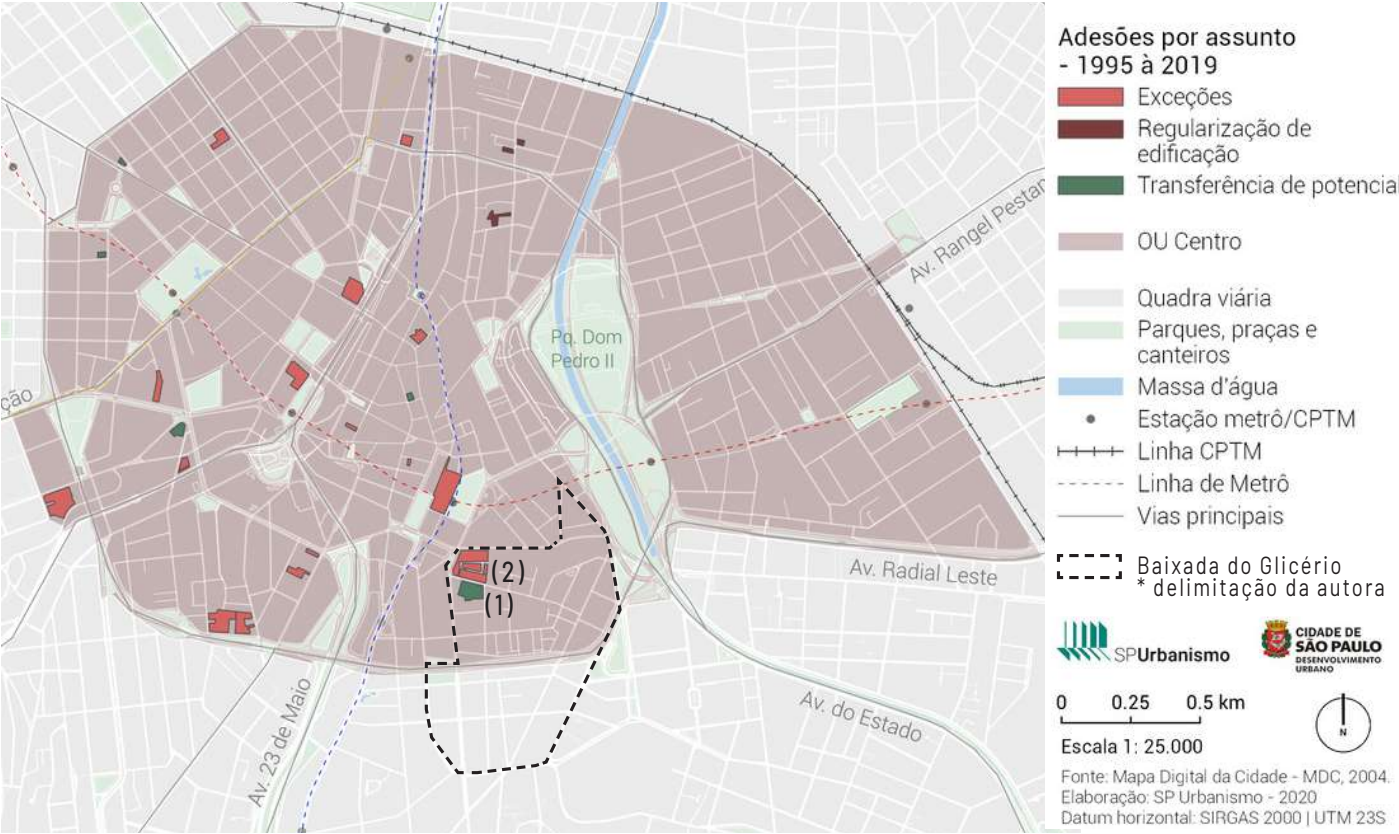 Adesões por assunto
- 1995 à 2019
Exceções
Regularização de
edificação
Transferência de potencial
OU Centro
Quadra viária
Parques, praças e
canteiros
Massa d'água
Estação metrô/CPTM
Linha CPTM
Linha de Metrô
Vias principais
Baixada do Glicério
* delimitação da autora
SPUrbanismo
CIDADE DE
SÃO PAULO
DESENVOLVIMENTO
URBANO
0 0.25 0.5 km
Escala 1: 25.000
N
Fonte: Mapa Digital da Cidade - MDC, 2004.
Elaboração: SP Urbanismo - 2020
Datum horizontal: SIRGAS 2000 | UTM 23S
Av. Rangel Pestan
Pq. Dom
Pedro II
ção
(2)
(1)
Av. Radial Leste
Av. do Estado
Av. 23 de Maio